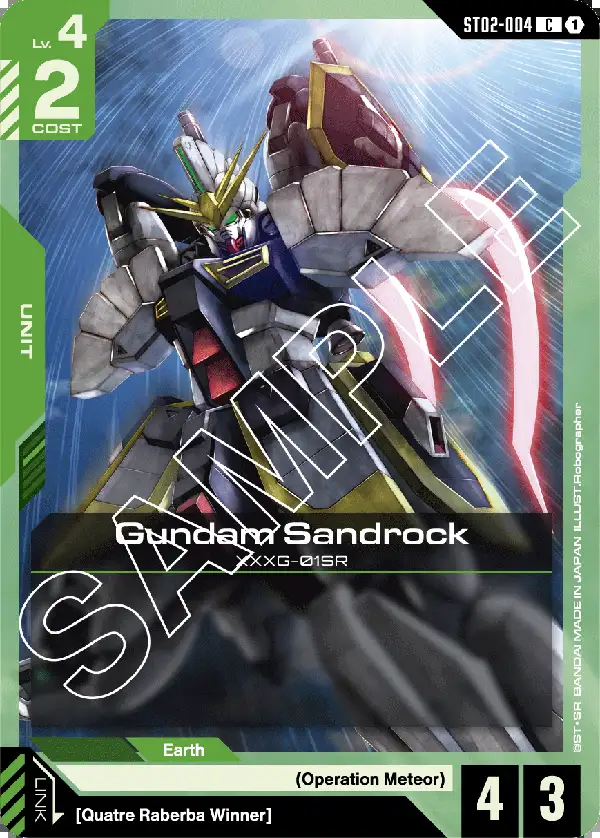 Lv. 4
ST02-004 C 1
2
COST
UNIT
SAMPLE
Gundam Sandrock
XXXG-01SR
©ST・SR BANDAI MADE IN JAPAN ILLUST.Robographer
Earth
(Operation Meteor)
LINK
[Quatre Raberba Winner]
4 3